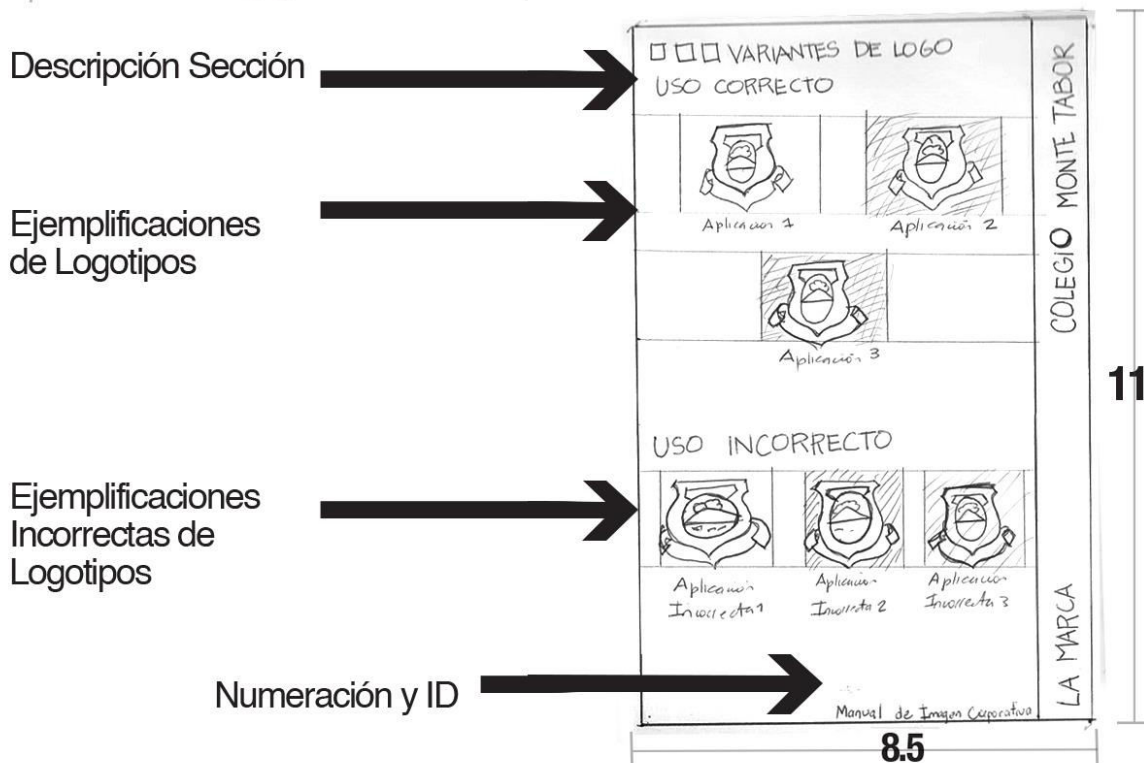 Descripción Sección
Ejemplificaciones
de Logotipos
Ejemplificaciones
Incorrectas de
Logotipos
Numeración y ID
VARIANTES DE LOGO
USO CORRECTO
Aplicación 1
Aplicación 2
Aplicación 3
USO INCORRECTO
Aplicación
Incorrecta 1
Aplicación
Incorrecta 2
Aplicación
Incorrecta 3
Manual de Imagen Corporativa
COLEGIO MONTE TABOR
LA MARCA
11
8.5